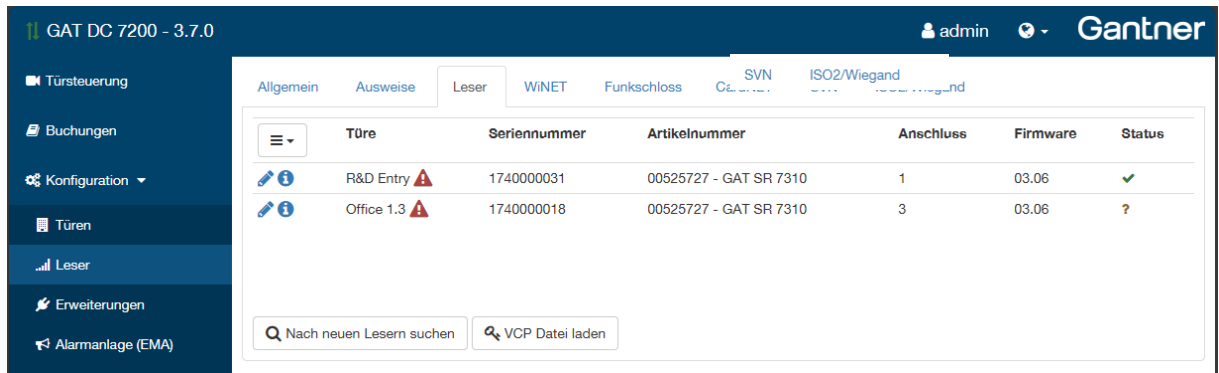 GAT DC 7200 - 3.7.0
admin
Gantner
Türsteuerung
Buchungen
Konfiguration
Türen
Leser
Erweiterungen
Alarmanlage (EMA)
Allgemein Ausweise Leser WiNET Funkschloss SVN ISO2/Wiegand
Türe Seriennummer Artikelnummer Anschluss Firmware Status
R&D Entry 1740000031 00525727 - GAT SR 7310 1 03.06
Office 1.3 1740000018 00525727 - GAT SR 7310 3 03.06 ?
Nach neuen Lesern suchen VCP Datei laden